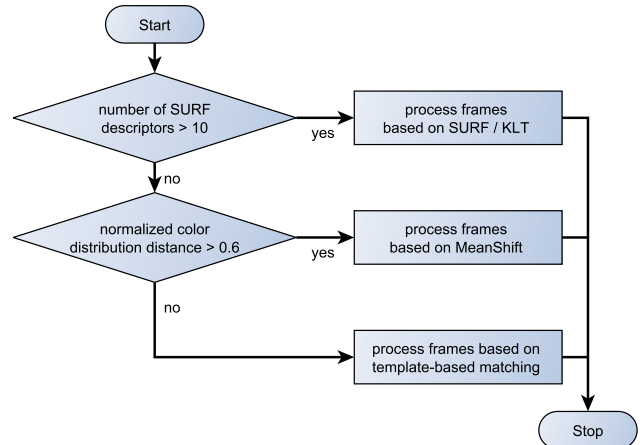 Start
number of SURF
descriptors > 10
yes
process frames
based on SURF / KLT
no
normalized color
distribution distance > 0.6
yes
process frames
based on MeanShift
no
process frames based on
template-based matching
Stop